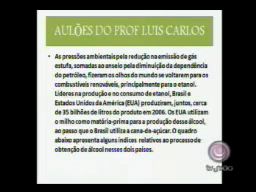 AULÕES DO PROF LUIS CARLOS
• As pressões ambientais pela redução na emissão de gás
estufa, somadas ao anseio pela diminuição da dependência
do petróleo, fizeram os olhos do mundo se voltarem para os
combustíveis renováveis, principalmente para o etanol.
Líderes na produção e no consumo de etanol, Brasil e
Estados Unidos da América (EUA) produziram, juntos, cerca
de 35 bilhões de litros do produto em 2006. Os EUA utilizam
o milho como matéria-prima para a produção desse álcool,
ao passo que o Brasil utiliza a cana-de-açúcar. O quadro
abaixo apresenta alguns índices relativos ao processo de
obtenção de álcool nesses dois países.